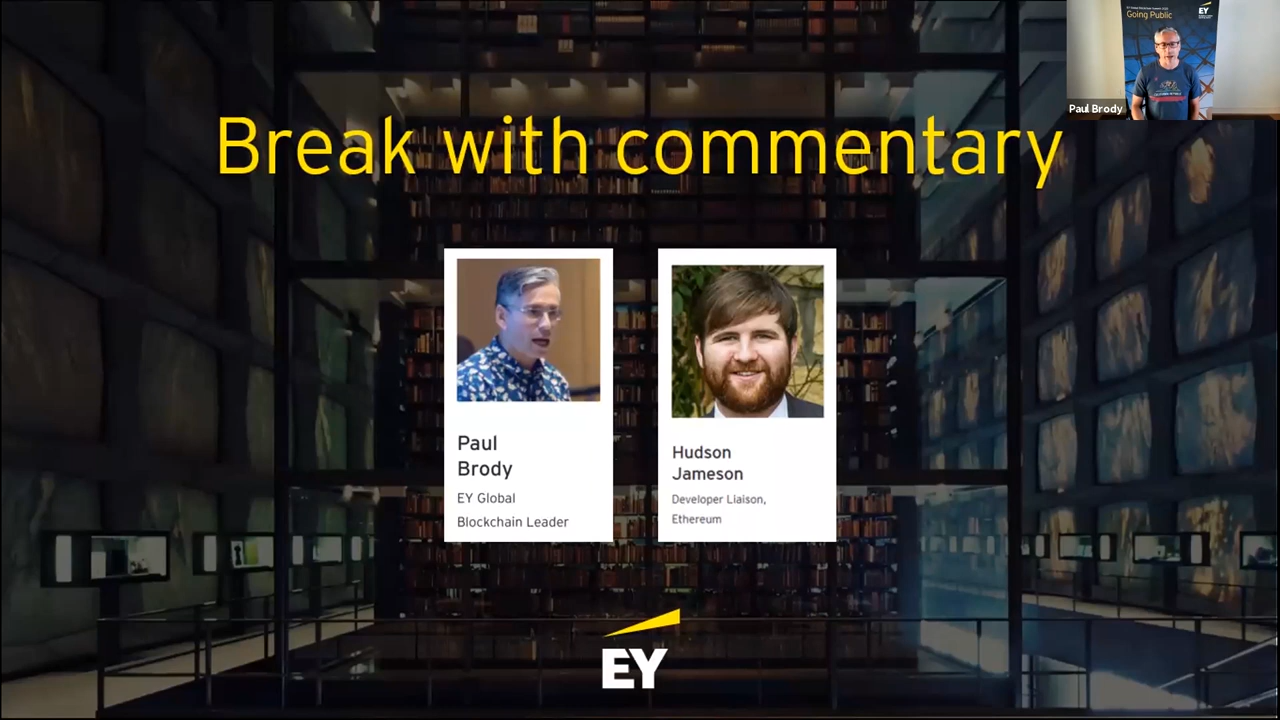 Going Public
EY
Paul Brody
Break with commentary
Paul
Brody
EY Global
Blockchain Leader
Hudson
Jameson
Developer Liaison,
Ethereum
EY